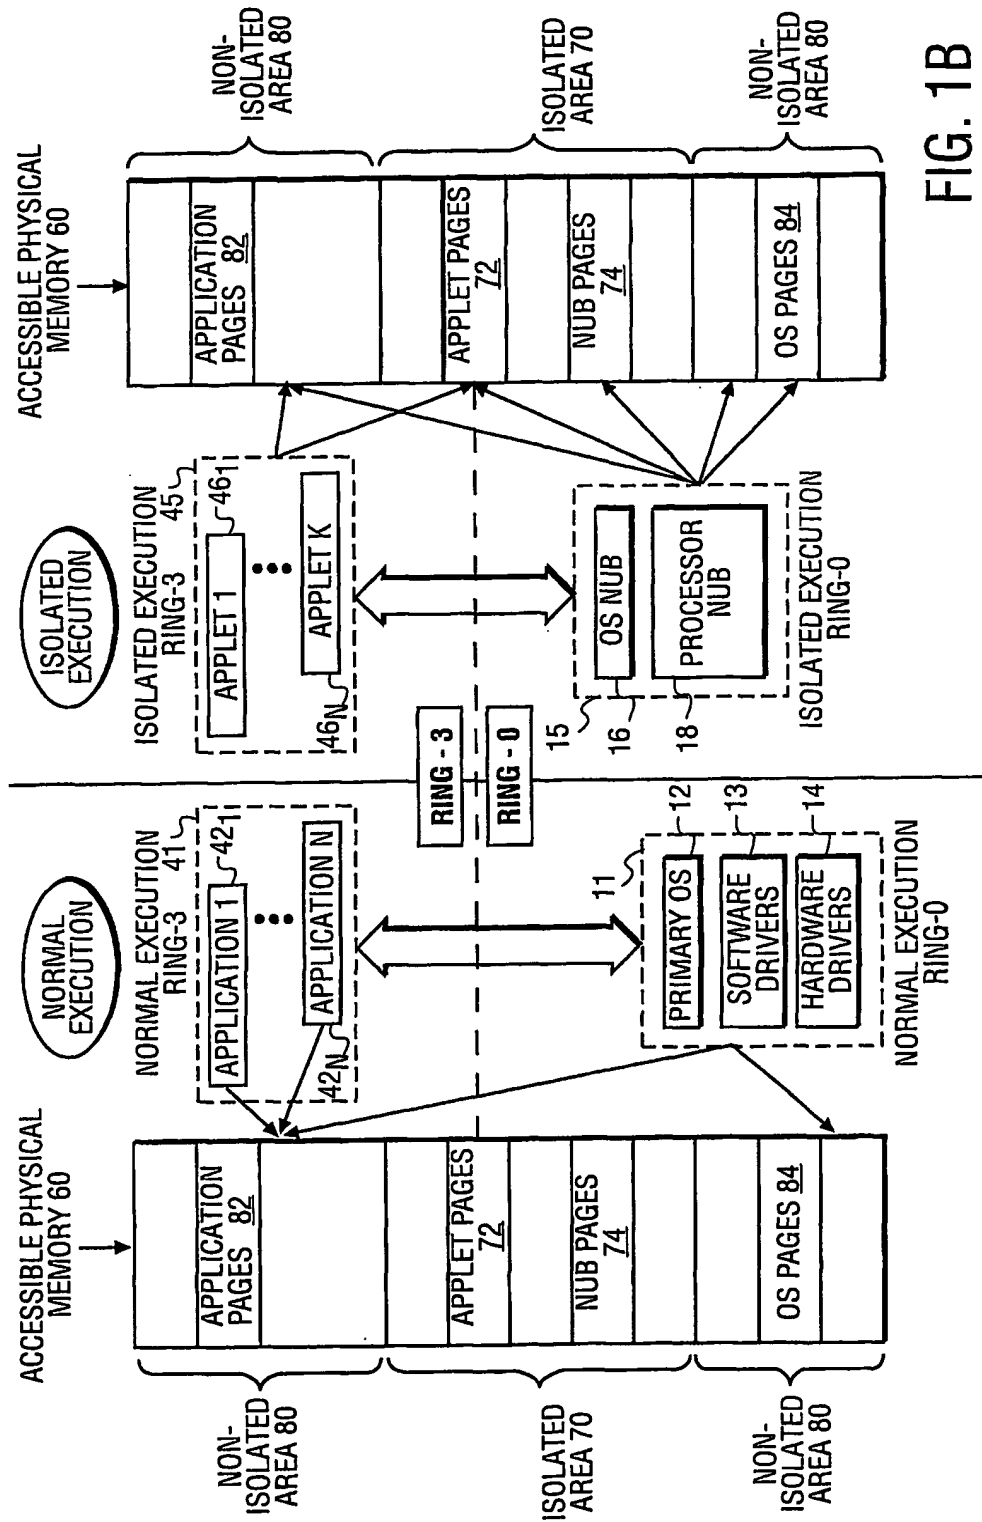 ACCESSIBLE PHYSICAL
MEMORY 60
NON-
ISOLATED
AREA 80
APPLICATION
PAGES 82
ISOLATED
AREA 70
APPLET PAGES
72
NUB PAGES
74
NON-
ISOLATED
AREA 80
OS PAGES 84
NORMAL
EXECUTION
NORMAL EXECUTION
RING-3
41
APPLICATION 1
42₁
APPLICATION N
42N
11
PRIMARY OS
12
SOFTWARE
DRIVERS
13
HARDWARE
DRIVERS
14
NORMAL EXECUTION
RING-0
RING - 3
RING - 0
ISOLATED
EXECUTION
ISOLATED EXECUTION
RING-3
45
APPLET 1
46₁
APPLET K
46N
15
OS NUB
16
PROCESSOR
NUB
18
ISOLATED EXECUTION
RING-0
ACCESSIBLE PHYSICAL
MEMORY 60
APPLICATION
PAGES 82
NON-
ISOLATED
AREA 80
APPLET PAGES
72
NUB PAGES
74
ISOLATED
AREA 70
OS PAGES 84
NON-
ISOLATED
AREA 80
FIG. 1B